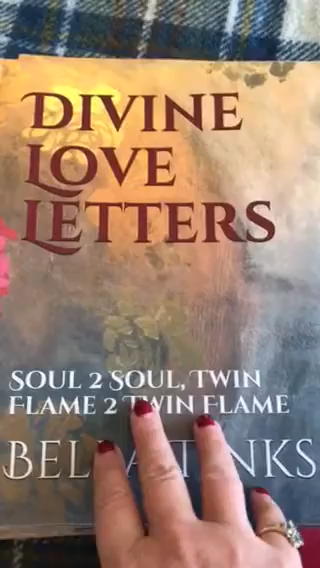 DIVINE
LOVE
LETTERS
SOUL 2 SOUL, TWIN
FLAME 2 TWIN FLAME